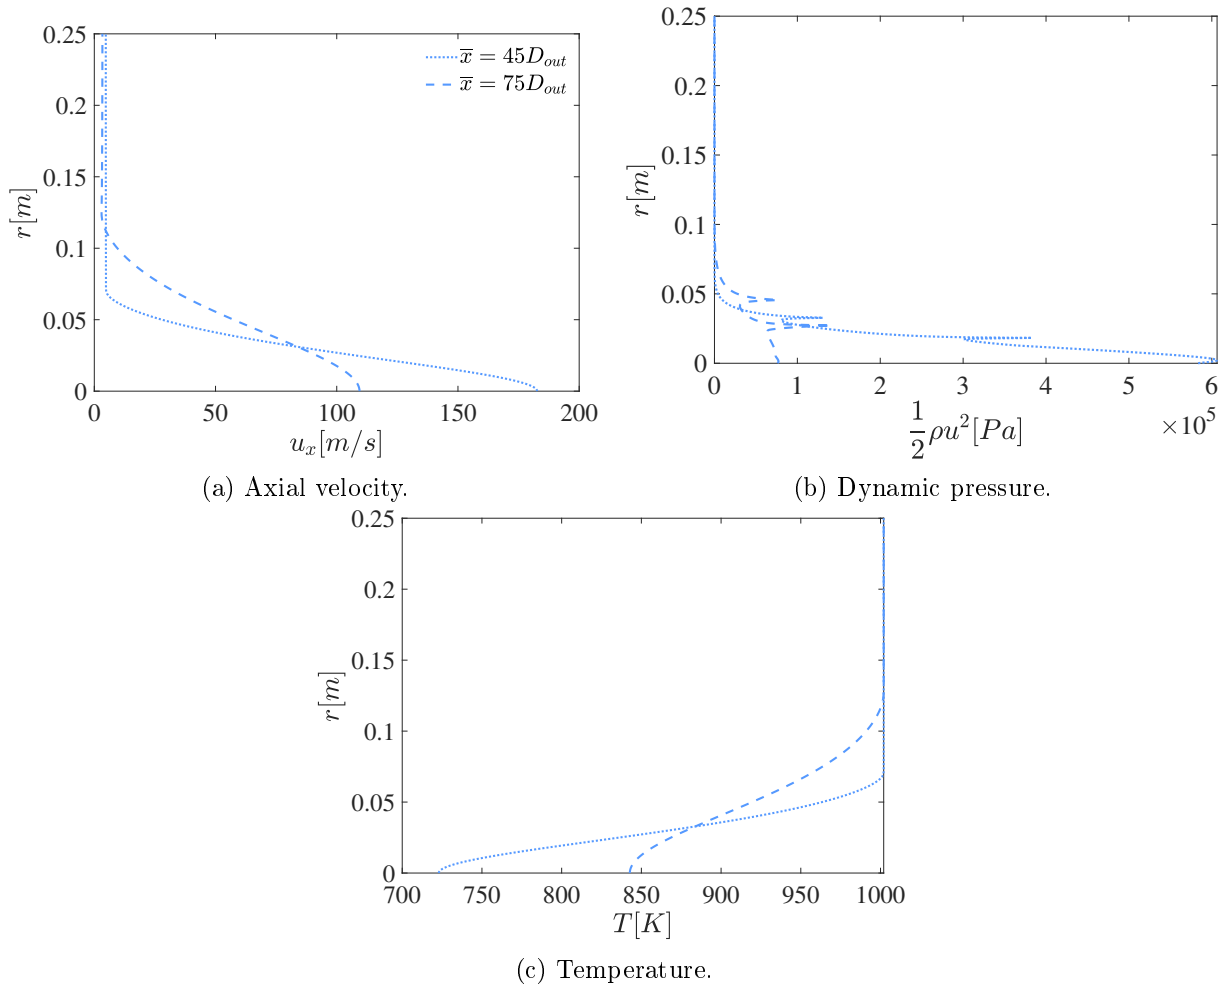 0.25
0.2
0.15
0.1
0.05
0
r[m]
0 50 100 150 200
u_x[m/s]
x̄ = 45D_out
x̄ = 75D_out
(a) Axial velocity.
0.25
0.2
0.15
0.1
0.05
0
r[m]
0 1 2 3 4 5 6
×10^5
1/2 ρu^2[Pa]
(b) Dynamic pressure.
0.25
0.2
0.15
0.1
0.05
0
r[m]
700 750 800 850 900 950 1000
T[K]
(c) Temperature.